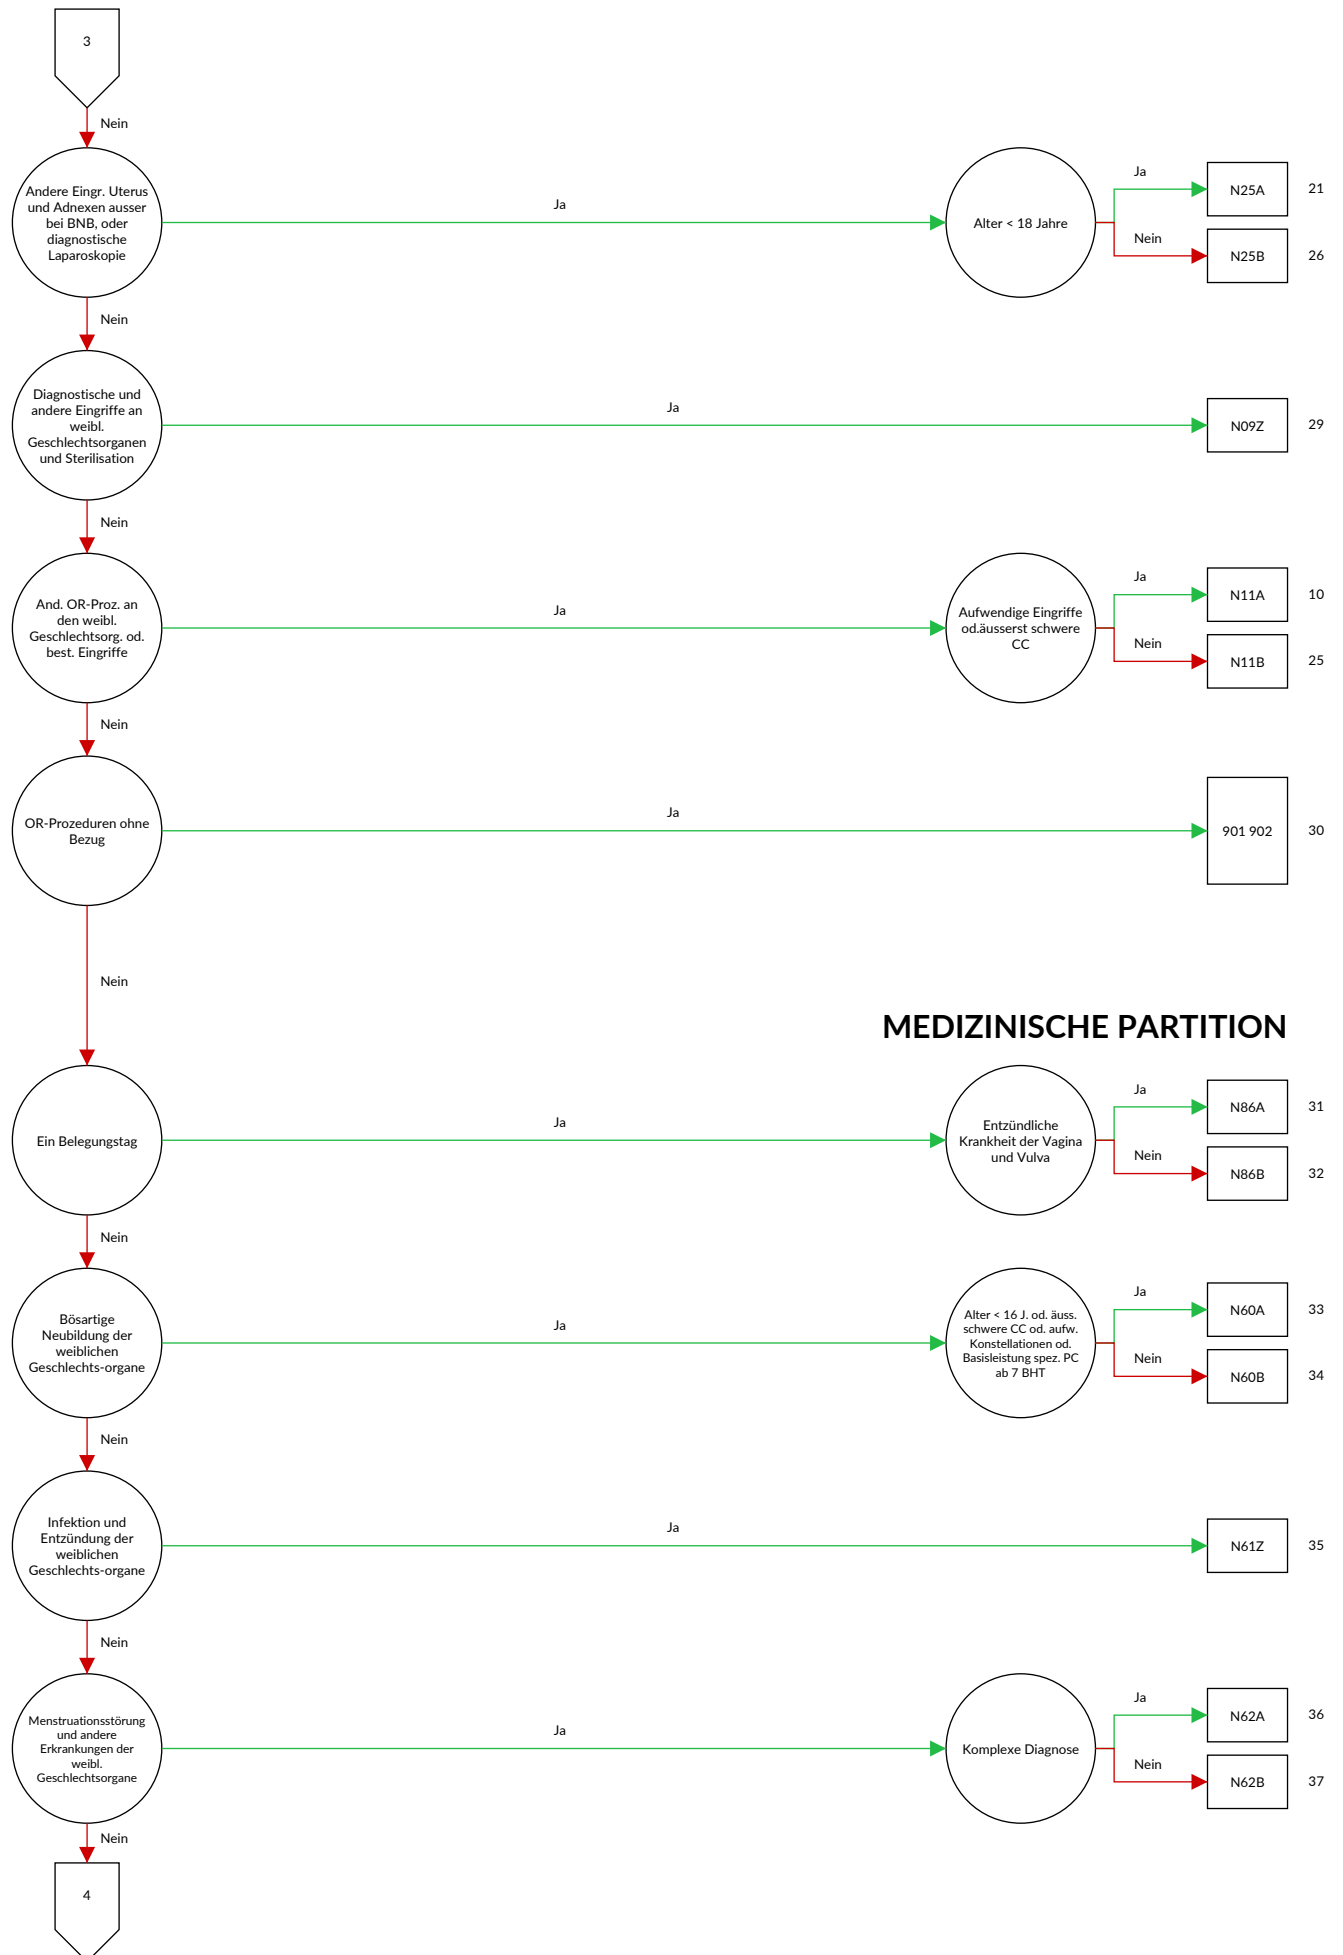 3
Nein
Andere Eingr. Uterus
und Adnexen ausser
bei BNB, oder
diagnostische
Laparoskopie
Ja
Alter < 18 Jahre
Ja
N25A
21
Nein
N25B
26
Nein
Diagnostische und
andere Eingriffe an
weibl.
Geschlechtsorganen
und Sterilisation
Ja
N09Z
29
Nein
And. OR-Proz. an
den weibl.
Geschlechtsorg. od.
best. Eingriffe
Ja
Aufwendige Eingriffe
od.äusserst schwere
CC
Ja
N11A
10
Nein
N11B
25
Nein
OR-Prozeduren ohne
Bezug
Ja
901 902
30
Nein
MEDIZINISCHE PARTITION
Ein Belegungstag
Ja
Entzündliche
Krankheit der Vagina
und Vulva
Ja
N86A
31
Nein
N86B
32
Nein
Bösartige
Neubildung der
weiblichen
Geschlechts-organe
Ja
Alter < 16 J. od. äuss.
schwere CC od. aufw.
Konstellationen od.
Basisleistung spez. PC
ab 7 BHT
Ja
N60A
33
Nein
N60B
34
Nein
Infektion und
Entzündung der
weiblichen
Geschlechts-organe
Ja
N61Z
35
Nein
Menstruationsstörung
und andere
Erkrankungen der
weibl.
Geschlechtsorgane
Ja
Komplexe Diagnose
Ja
N62A
36
Nein
N62B
37
Nein
4